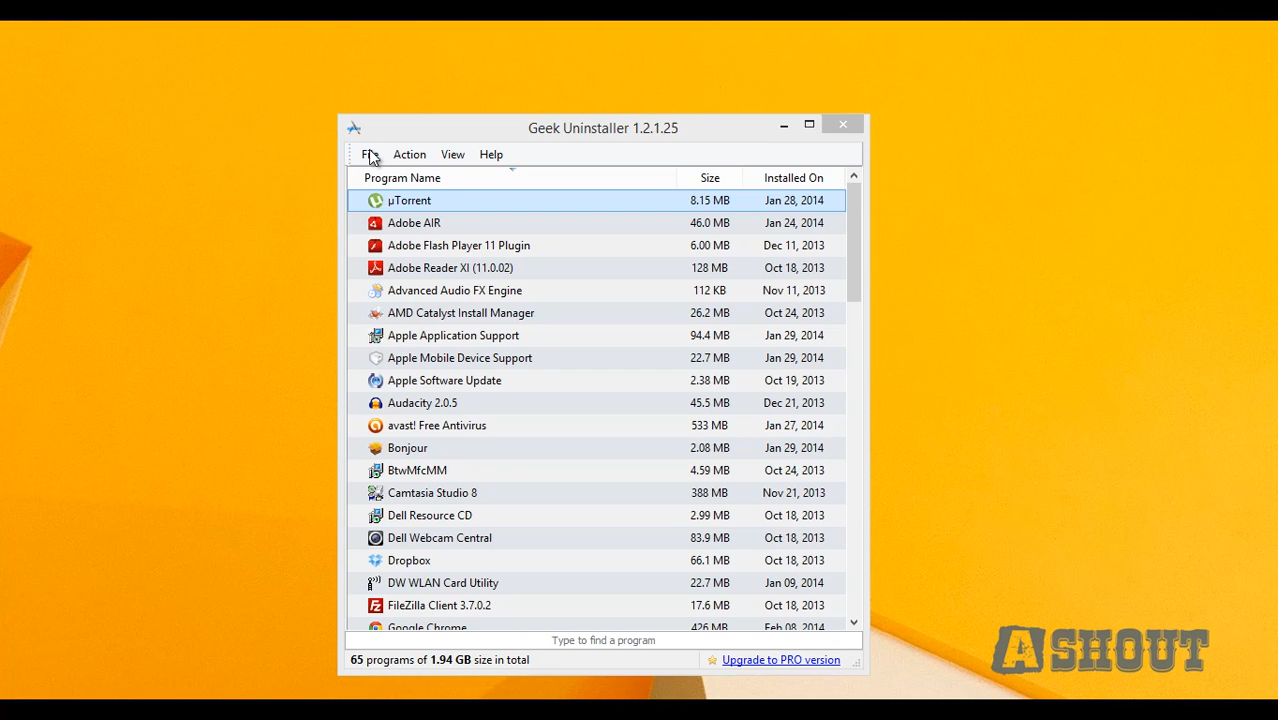 Geek Uninstaller 1.2.1.25
File Action View Help
Program Name Size Installed On
µTorrent 8.15 MB Jan 28, 2014
Adobe AIR 46.0 MB Jan 24, 2014
Adobe Flash Player 11 Plugin 6.00 MB Dec 11, 2013
Adobe Reader XI (11.0.02) 128 MB Oct 18, 2013
Advanced Audio FX Engine 112 KB Nov 11, 2013
AMD Catalyst Install Manager 26.2 MB Oct 24, 2013
Apple Application Support 94.4 MB Jan 29, 2014
Apple Mobile Device Support 22.7 MB Jan 29, 2014
Apple Software Update 2.38 MB Oct 19, 2013
Audacity 2.0.5 45.5 MB Dec 21, 2013
avast! Free Antivirus 533 MB Jan 27, 2014
Bonjour 2.08 MB Jan 29, 2014
BtwMfcMM 4.59 MB Oct 24, 2013
Camtasia Studio 8 388 MB Nov 21, 2013
Dell Resource CD 2.99 MB Oct 18, 2013
Dell Webcam Central 83.9 MB Oct 18, 2013
Dropbox 66.1 MB Oct 18, 2013
DW WLAN Card Utility 22.7 MB Jan 09, 2014
FileZilla Client 3.7.0.2 17.6 MB Oct 18, 2013
Google Chrome 426 MB Feb 08, 2014
Type to find a program
65 programs of 1.94 GB size in total Upgrade to PRO version
ASHOUT